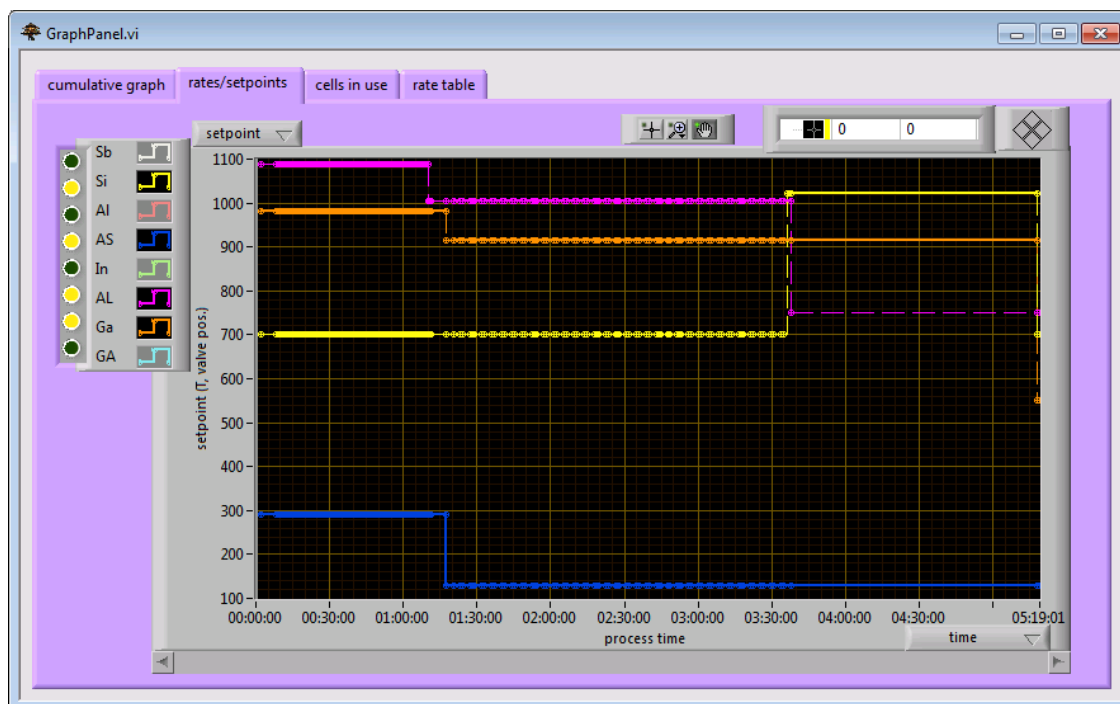 GraphPanel.vi
cumulative graph rates/setpoints cells in use rate table
setpoint
0 0
Sb
Si
Al
AS
In
AL
Ga
GA
setpoint (T, valve pos.)
1100
1000
900
800
700
600
500
400
300
200
100
00:00:00 00:30:00 01:00:00 01:30:00 02:00:00 02:30:00 03:00:00 03:30:00 04:00:00 04:30:00 05:19:01
process time
time